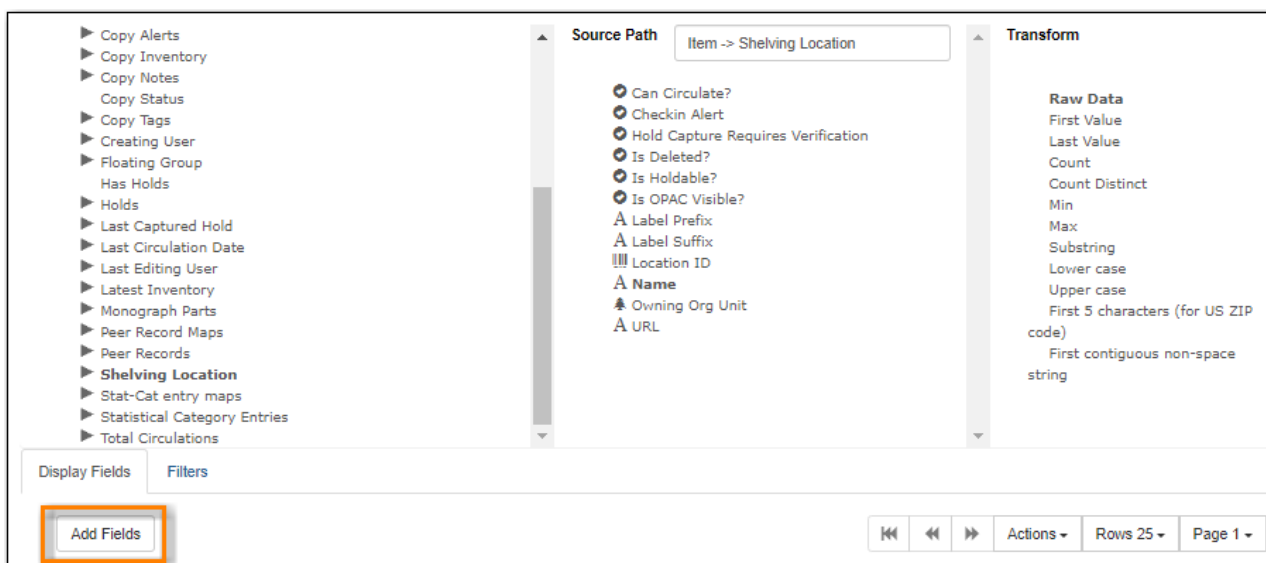 Copy Alerts
Copy Inventory
Copy Notes
Copy Status
Copy Tags
Creating User
Floating Group
Has Holds
Holds
Last Captured Hold
Last Circulation Date
Last Editing User
Latest Inventory
Monograph Parts
Peer Record Maps
Peer Records
Shelving Location
Stat-Cat entry maps
Statistical Category Entries
Total Circulations
Source Path
Item -> Shelving Location
Can Circulate?
Checkin Alert
Hold Capture Requires Verification
Is Deleted?
Is Holdable?
Is OPAC Visible?
A Label Prefix
A Label Suffix
Location ID
A Name
Owning Org Unit
A URL
Transform
Raw Data
First Value
Last Value
Count
Count Distinct
Min
Max
Substring
Lower case
Upper case
First 5 characters (for US ZIP
code)
First contiguous non-space
string
Display Fields Filters
Add Fields Actions Rows 25 Page 1